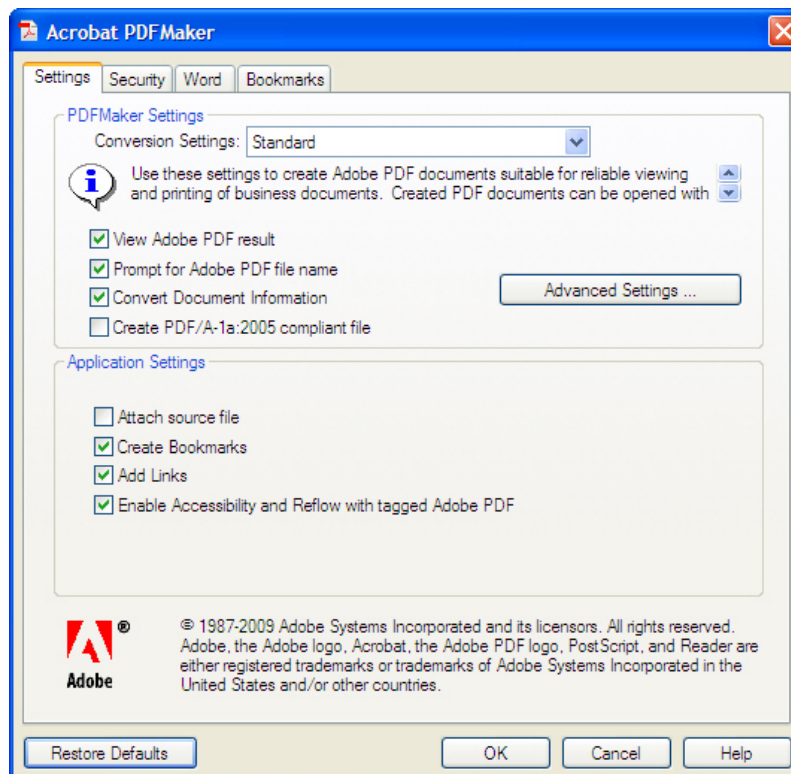 Acrobat PDFMaker
Settings Security Word Bookmarks
PDFMaker Settings
Conversion Settings: Standard
Use these settings to create Adobe PDF documents suitable for reliable viewing
and printing of business documents. Created PDF documents can be opened with
View Adobe PDF result
Prompt for Adobe PDF file name
Convert Document Information
Advanced Settings ...
Create PDF/A-1a:2005 compliant file
Application Settings
Attach source file
Create Bookmarks
Add Links
Enable Accessibility and Reflow with tagged Adobe PDF
Adobe ®
© 1987-2009 Adobe Systems Incorporated and its licensors. All rights reserved.
Adobe, the Adobe logo, Acrobat, the Adobe PDF logo, PostScript, and Reader are
either registered trademarks or trademarks of Adobe Systems Incorporated in the
United States and/or other countries.
Restore Defaults OK Cancel Help